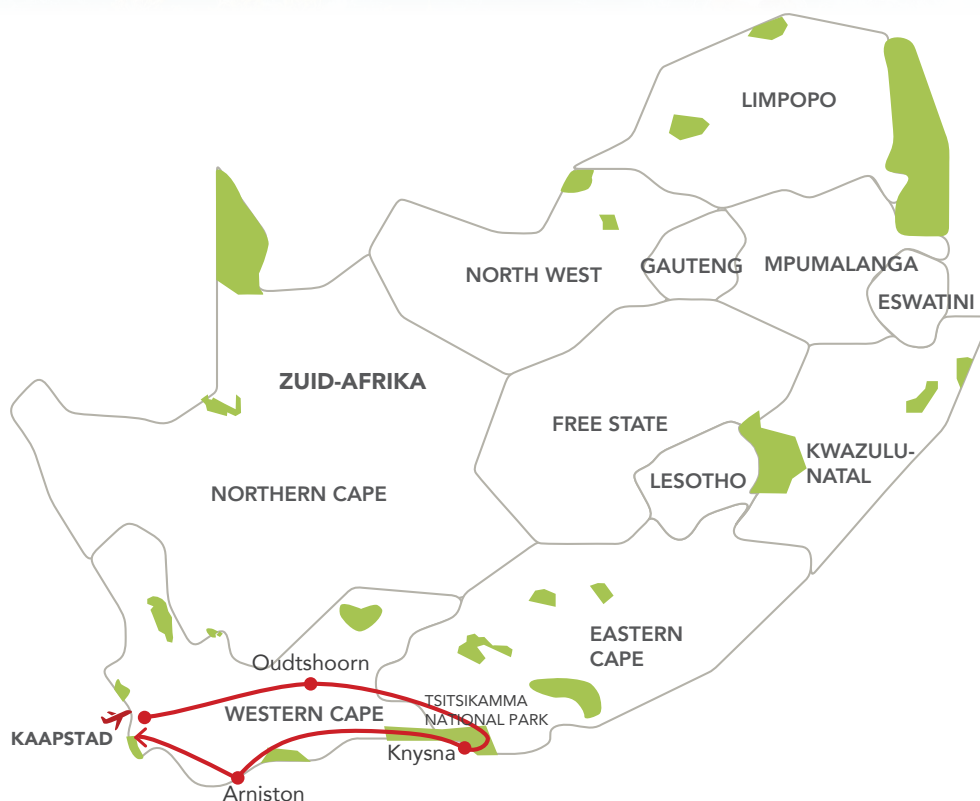 LIMPOPO
NORTH WEST
GAUTENG
MPUMALANGA
ESWATINI
ZUID-AFRIKA
FREE STATE
KWAZULU-
NATAL
LESOTHO
NORTHERN CAPE
EASTERN
CAPE
Oudtshoorn
TSITSIKAMMA
NATIONAL PARK
WESTERN CAPE
KAAPSTAD
Knysna
Arniston